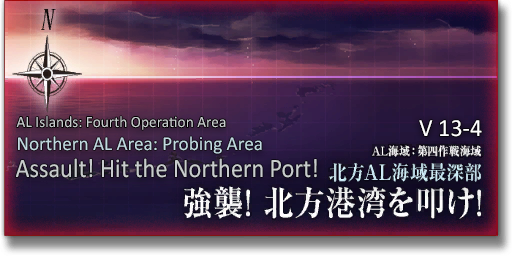 N
AL Islands: Fourth Operation Area
Northern AL Area: Probing Area
Assault! Hit the Northern Port!
V 13-4
AL海域:第四作戦海域
北方AL海域最深部
強襲! 北方港湾を叩け!